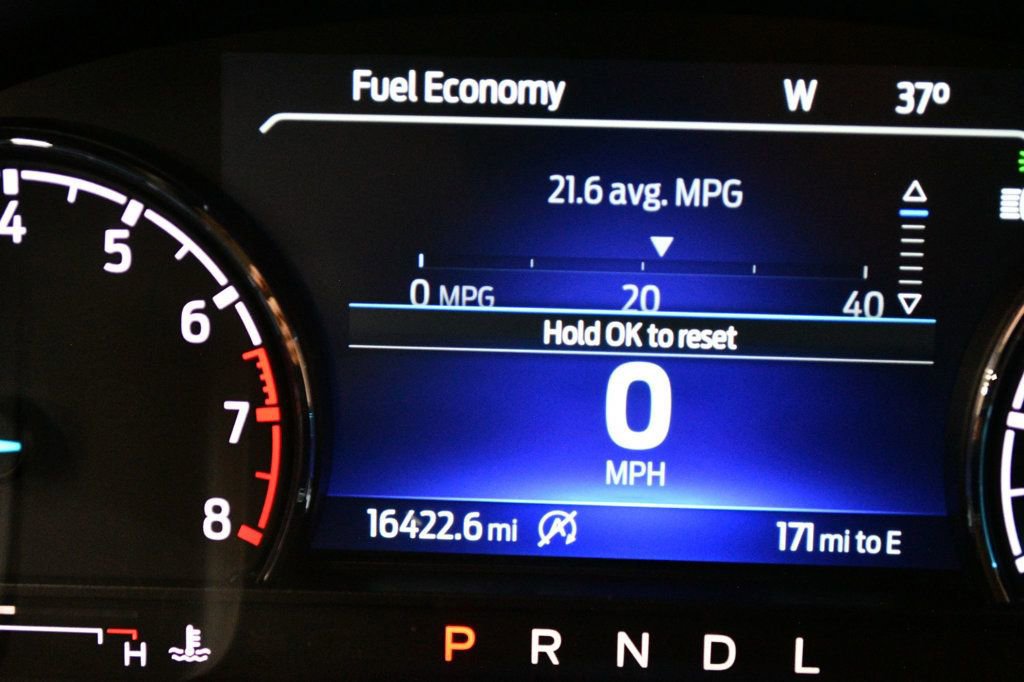 Fuel Economy W 37º
21.6 avg. MPG
0 MPG 20 40
Hold OK to reset
0
MPH
16422.6 mi A 171 mi to E
4
5
6
7
8
H
P R N D L